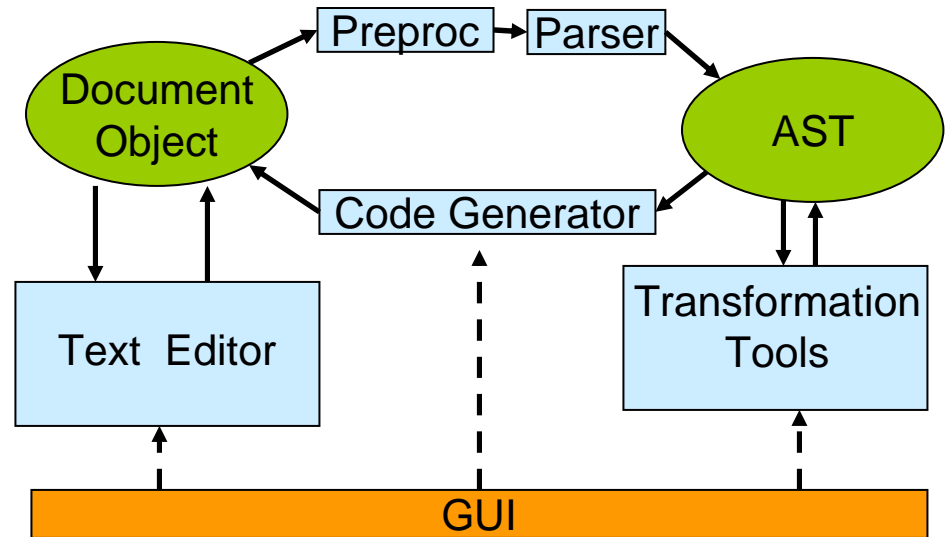 Preproc
Parser
Document
Object
AST
Code Generator
Text Editor
Transformation
Tools
GUI